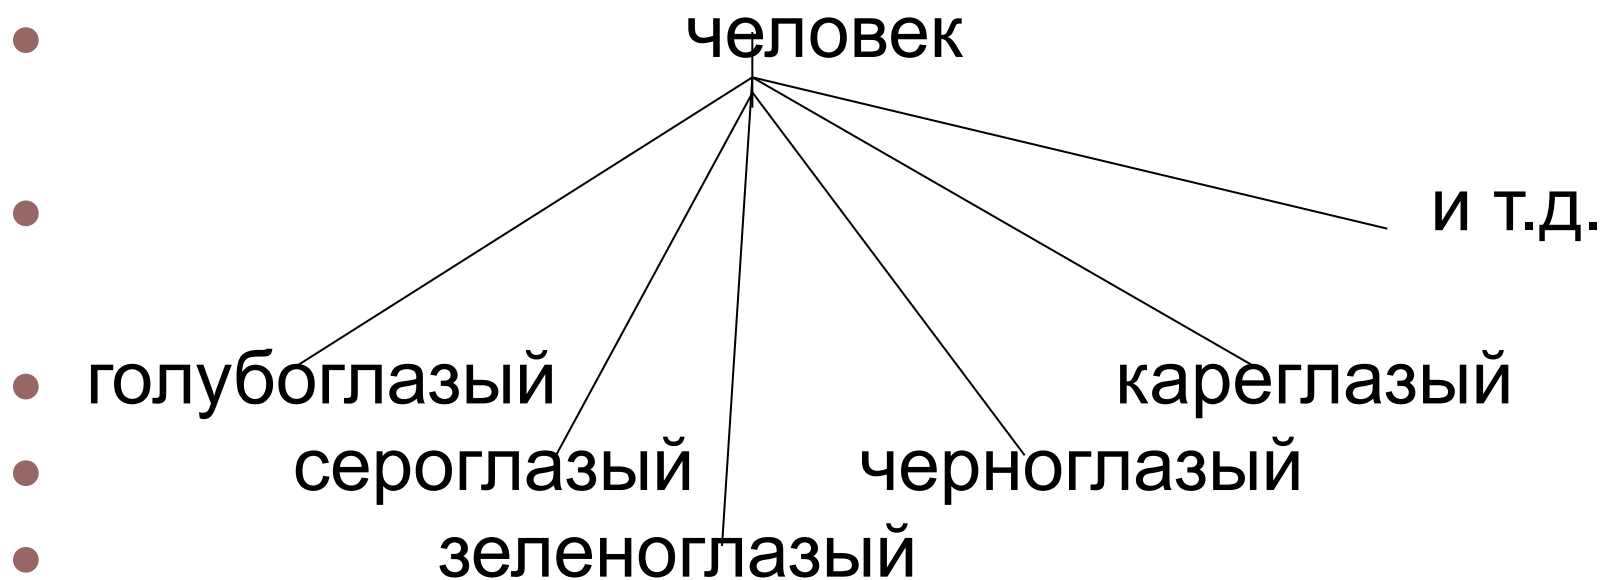 человек
и т.д.
голубоглазый кареглазый
сероглазый черноглазый
зеленоглазый